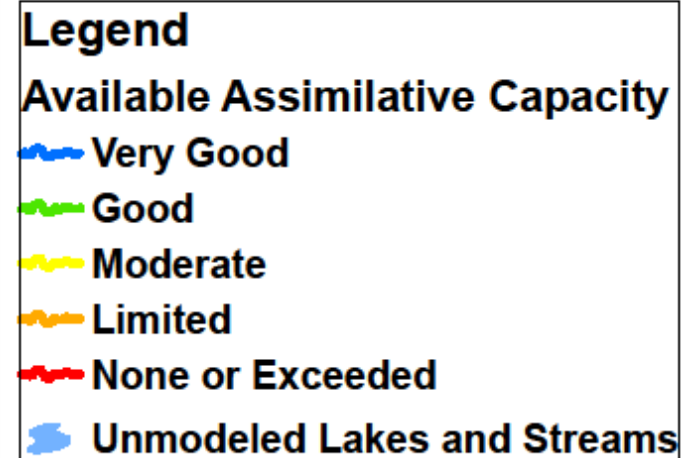 Legend
Available Assimilative Capacity
Very Good
Good
Moderate
Limited
None or Exceeded
Unmodeled Lakes and Streams